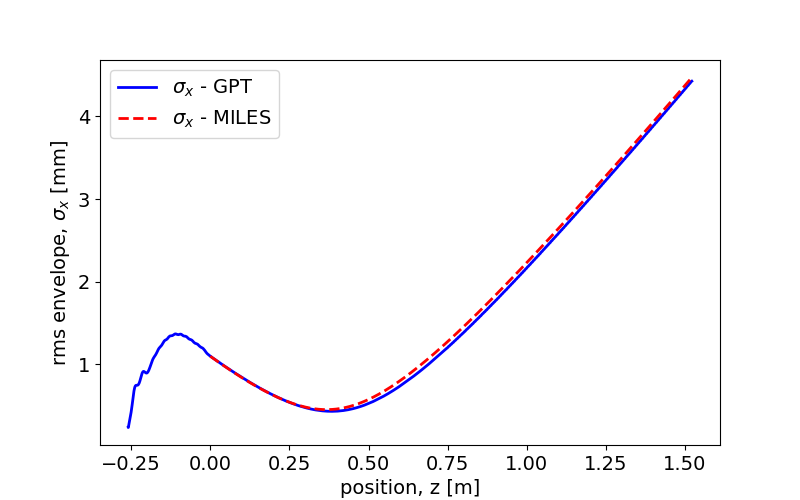 σx - GPT
σx - MILES
rms envelope, σx [mm]
4
3
2
1
−0.25 0.00 0.25 0.50 0.75 1.00 1.25 1.50
position, z [m]